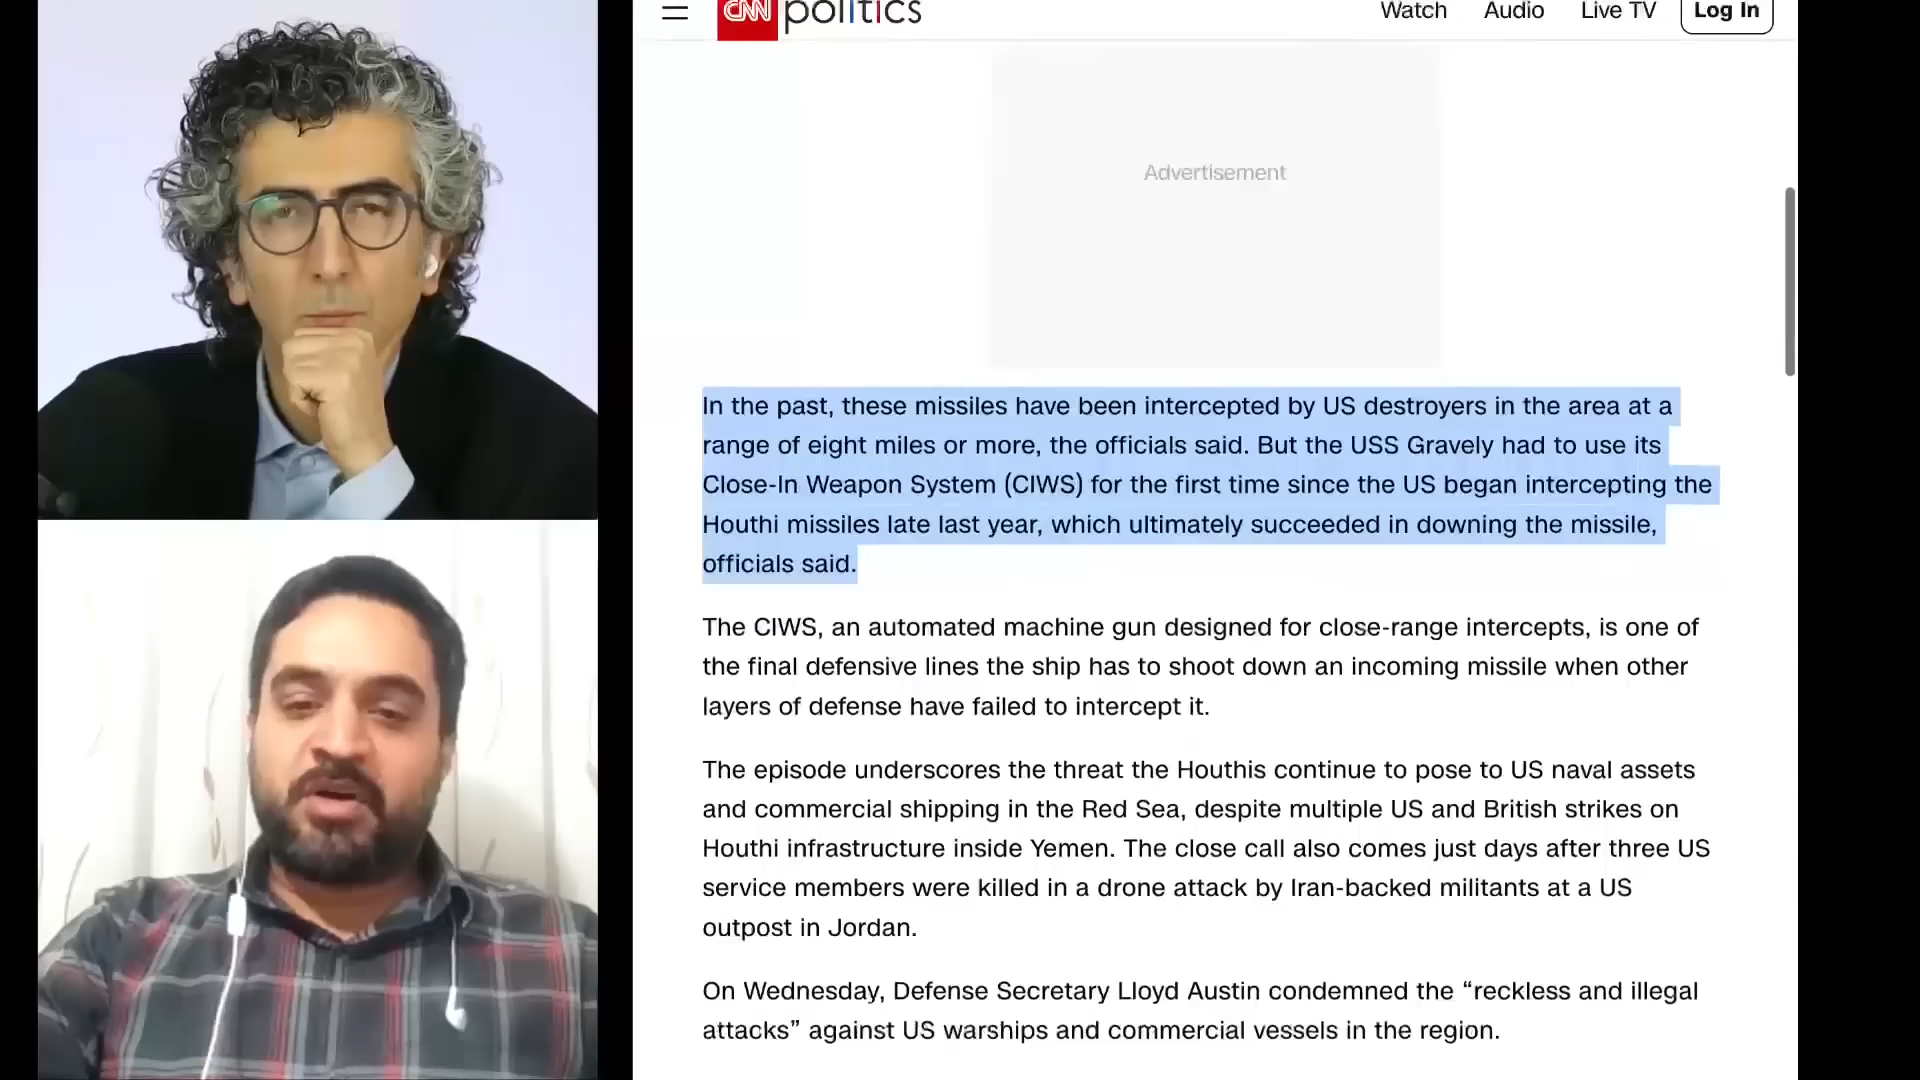 CNN politics
Watch Audio Live TV Log In
Advertisement
In the past, these missiles have been intercepted by US destroyers in the area at a
range of eight miles or more, the officials said. But the USS Gravely had to use its
Close-In Weapon System (CIWS) for the first time since the US began intercepting the
Houthi missiles late last year, which ultimately succeeded in downing the missile,
officials said.
The CIWS, an automated machine gun designed for close-range intercepts, is one of
the final defensive lines the ship has to shoot down an incoming missile when other
layers of defense have failed to intercept it.
The episode underscores the threat the Houthis continue to pose to US naval assets
and commercial shipping in the Red Sea, despite multiple US and British strikes on
Houthi infrastructure inside Yemen. The close call also comes just days after three US
service members were killed in a drone attack by Iran-backed militants at a US
outpost in Jordan.
On Wednesday, Defense Secretary Lloyd Austin condemned the “reckless and illegal
attacks” against US warships and commercial vessels in the region.